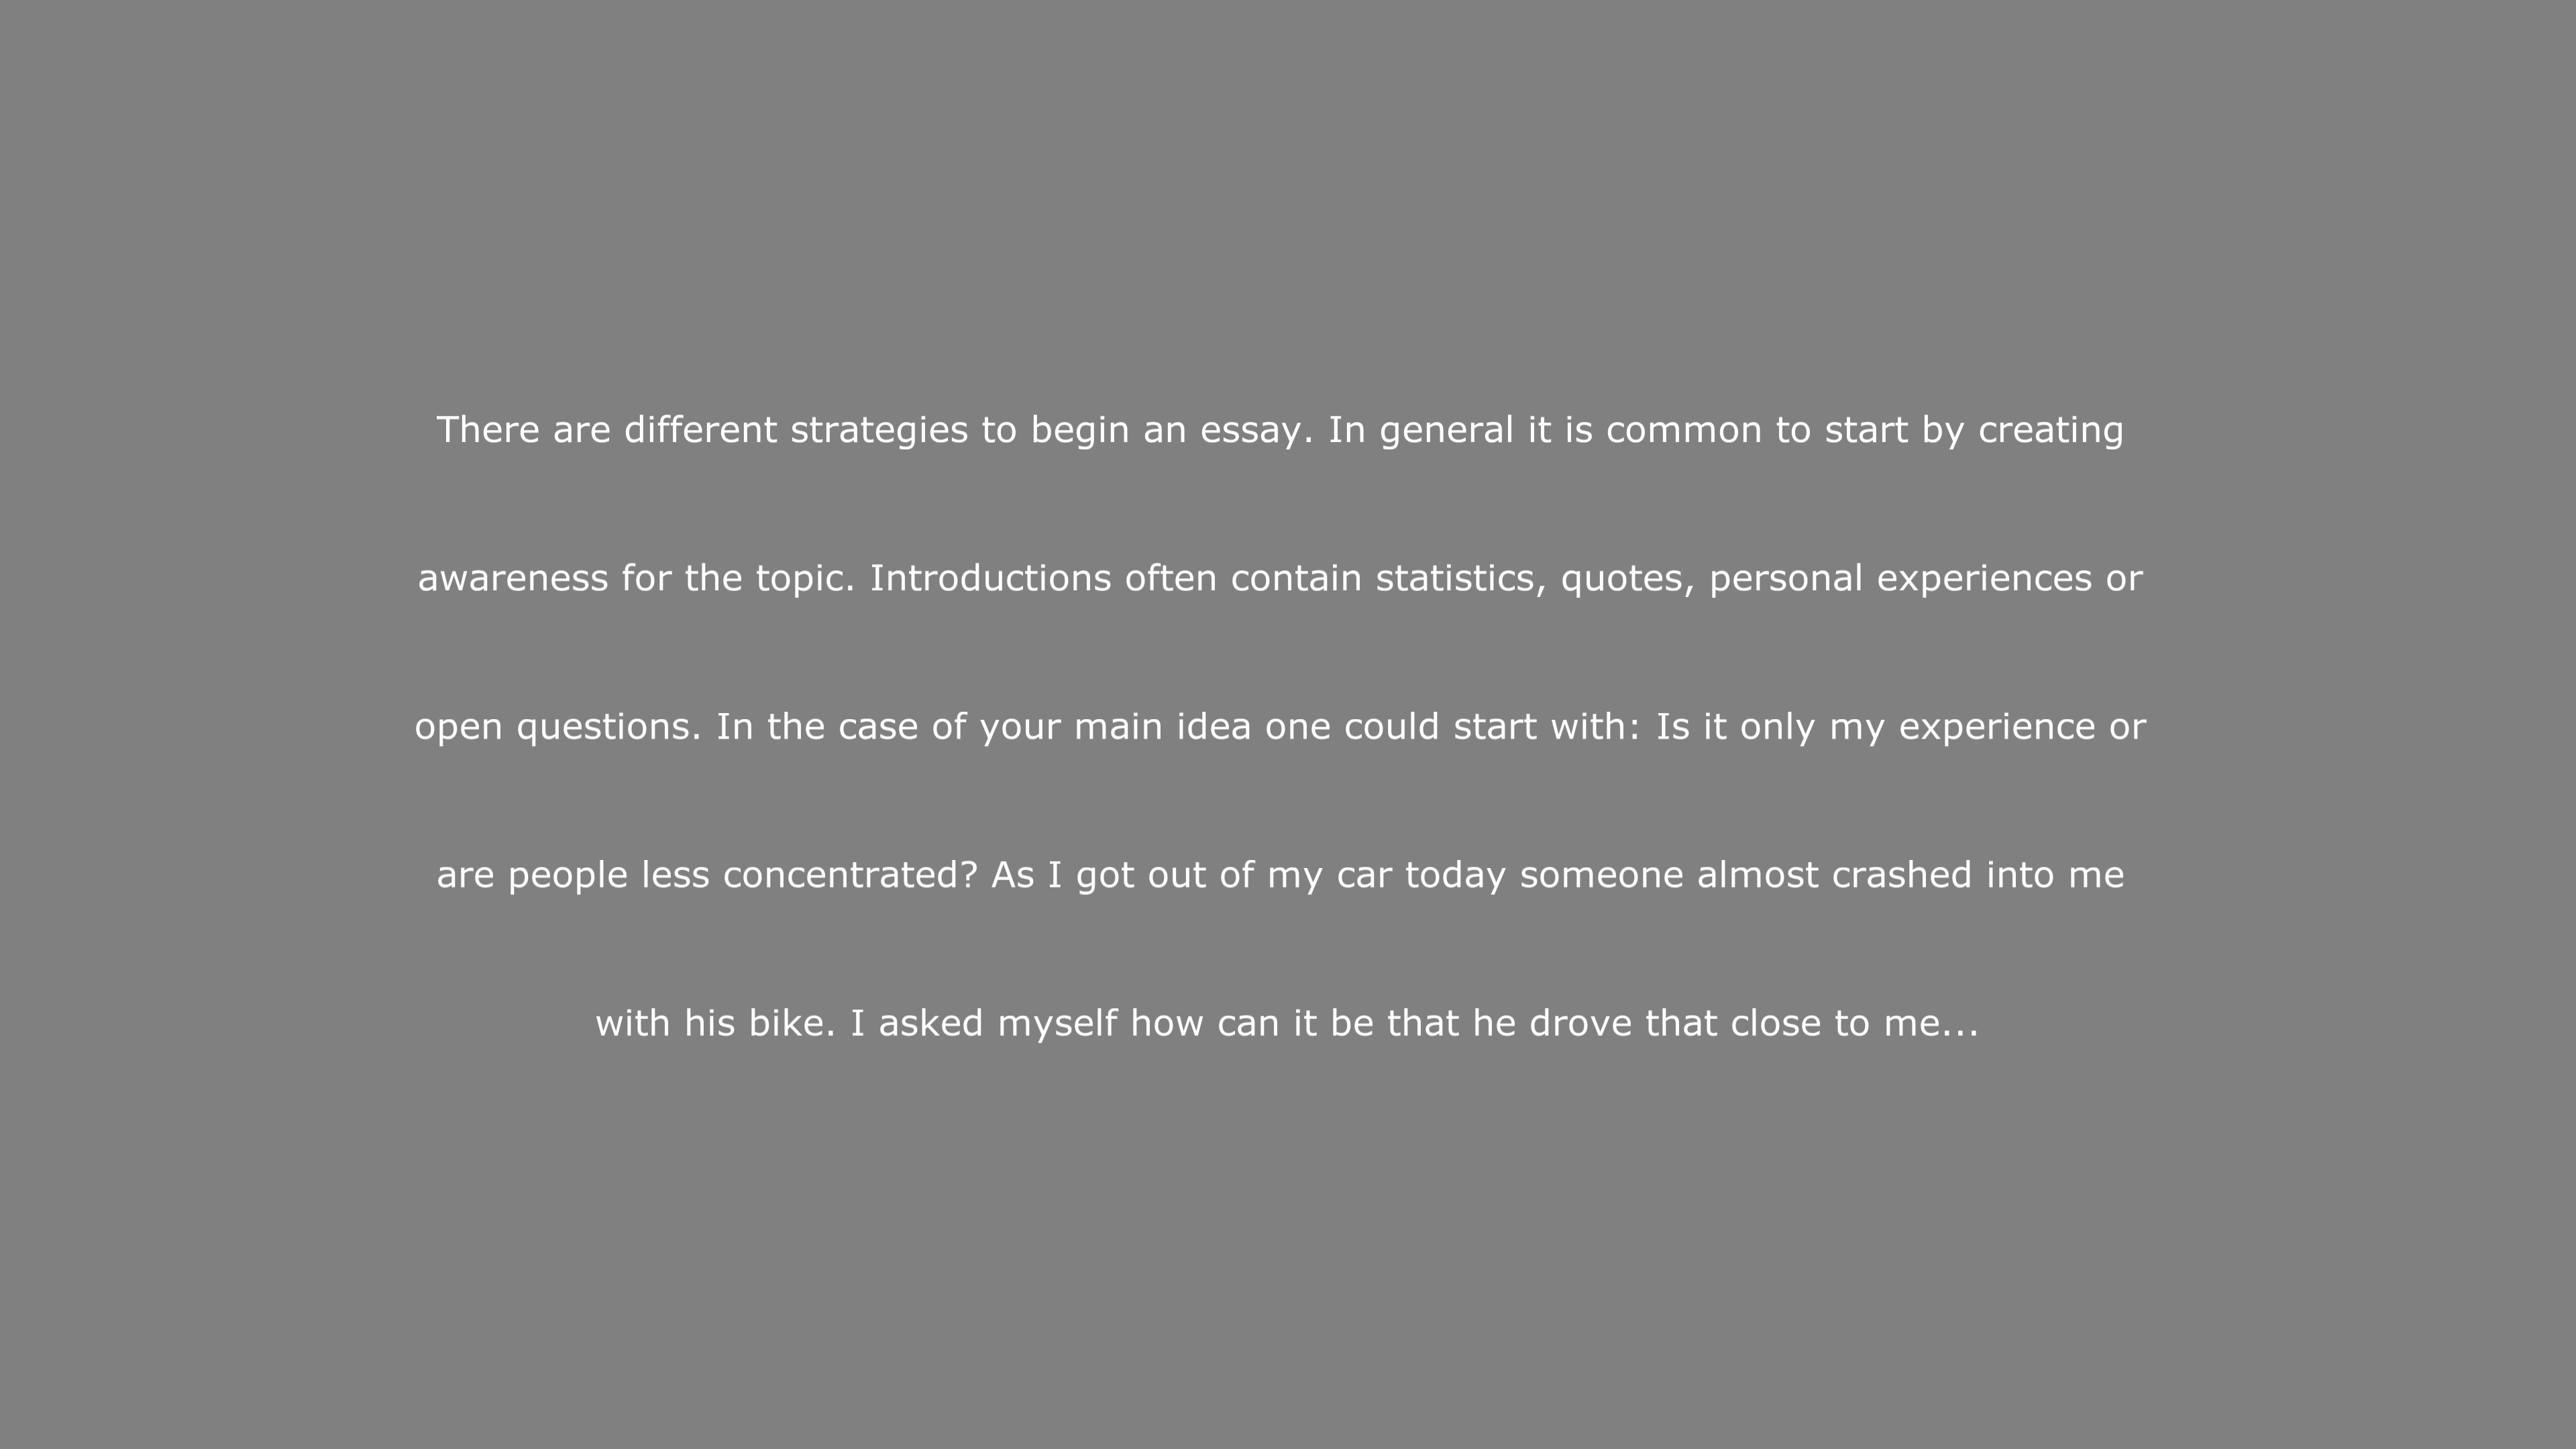 There are different strategies to begin an essay. In general it is common to start by creating
awareness for the topic. Introductions often contain statistics, quotes, personal experiences or
open questions. In the case of your main idea one could start with: Is it only my experience or
are people less concentrated? As I got out of my car today someone almost crashed into me
with his bike. I asked myself how can it be that he drove that close to me...